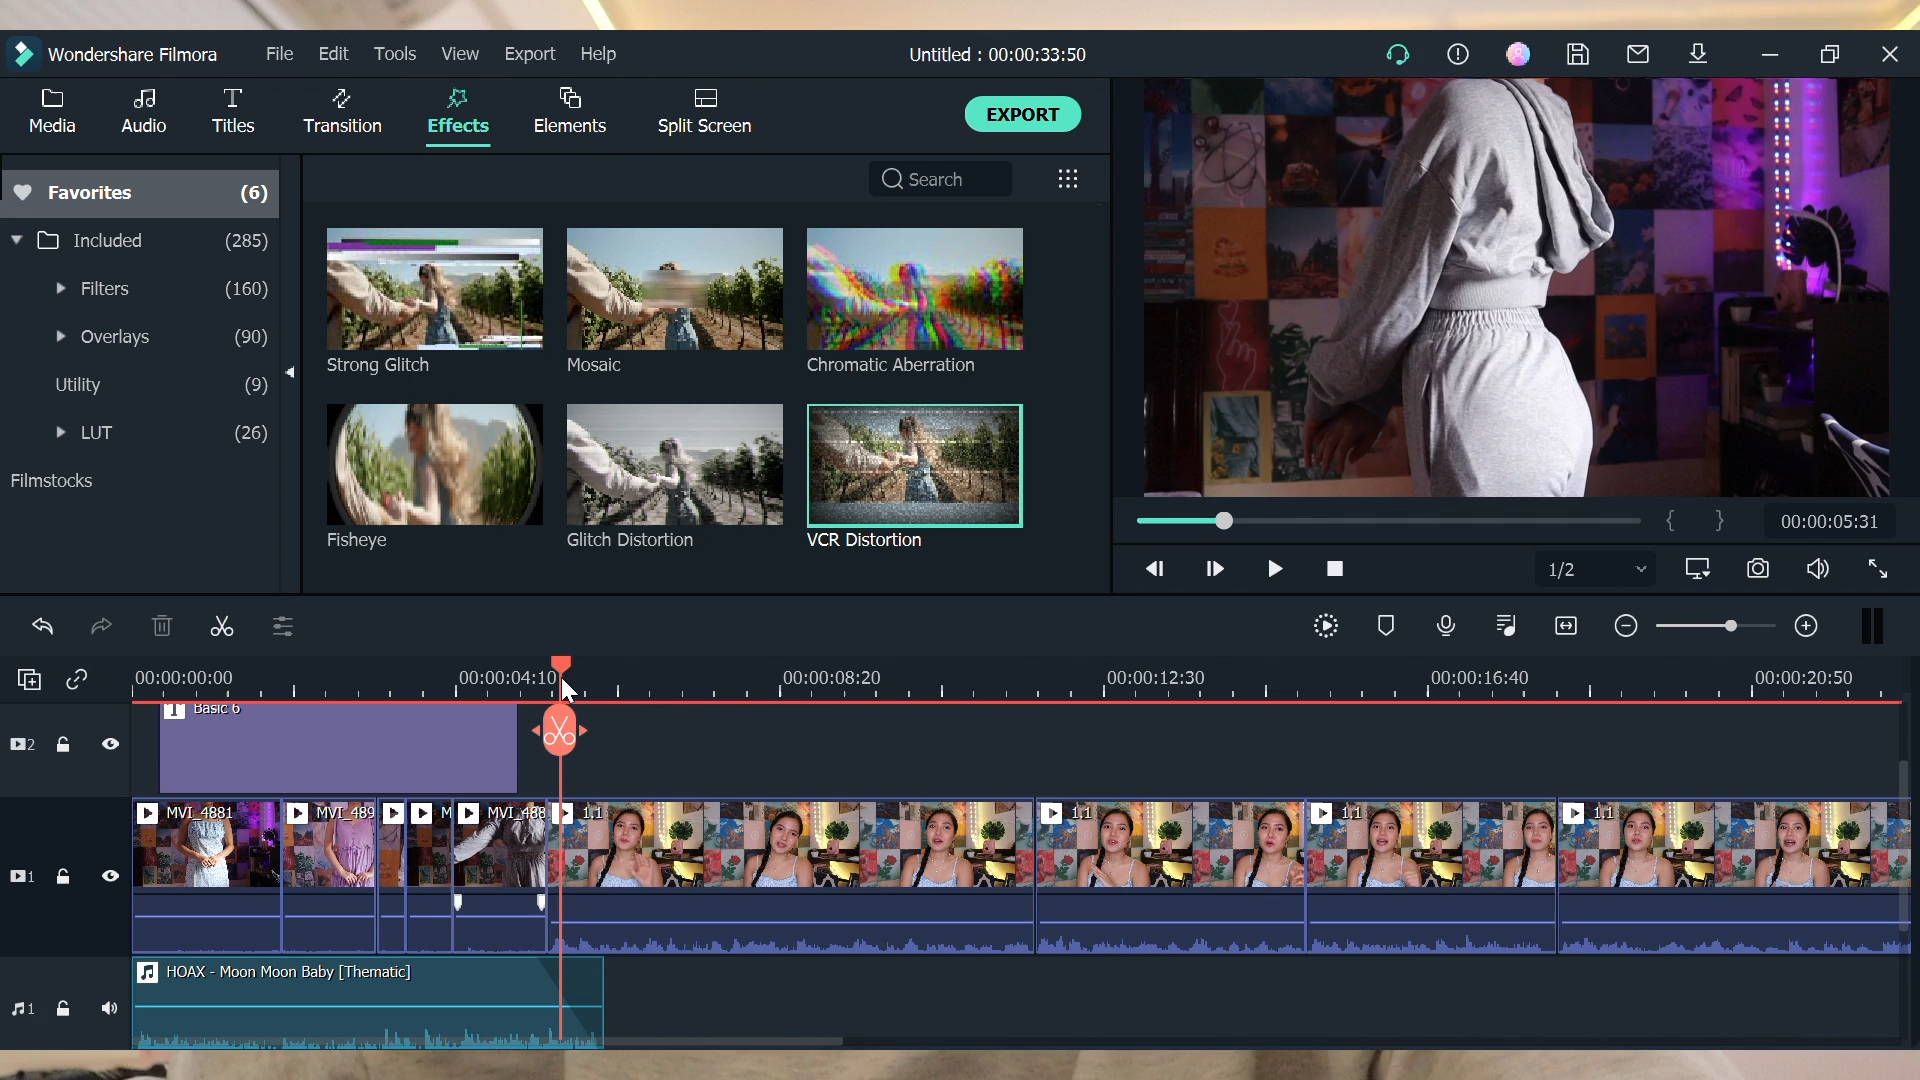 Wondershare Filmora File Edit Tools View Export Help Untitled : 00:00:33:50
Media Audio Titles Transition Effects Elements Split Screen EXPORT
Favorites (6)
Included (285)
Filters (160)
Overlays (90)
Utility (9)
LUT (26)
Filmstocks
Search
Strong Glitch Mosaic Chromatic Aberration
Fisheye Glitch Distortion VCR Distortion
{ } 00:00:05:31
1/2
00:00:00:00 00:00:04:10 00:00:08:20 00:00:12:30 00:00:16:40 00:00:20:50
Basic 6
2
MVI_4881 MVI_489 M MVI_488 1.1 1.1 1.1 1.1
1
HOAX - Moon Moon Baby [Thematic]
1